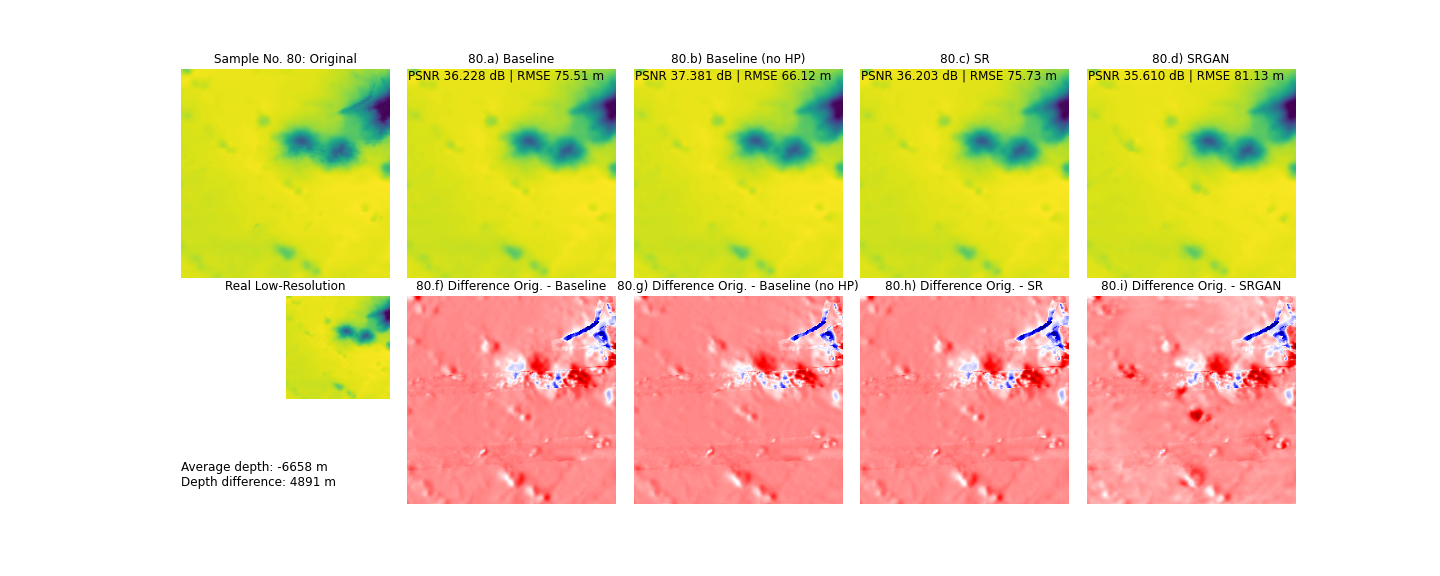 Sample No. 80: Original
80.a) Baseline
80.b) Baseline (no HP)
80.c) SR
80.d) SRGAN
PSNR 36.228 dB | RMSE 75.51 m
PSNR 37.381 dB | RMSE 66.12 m
PSNR 36.203 dB | RMSE 75.73 m
PSNR 35.610 dB | RMSE 81.13 m
Real Low-Resolution
80.f) Difference Orig. - Baseline
80.g) Difference Orig. - Baseline (no HP)
80.h) Difference Orig. - SR
80.i) Difference Orig. - SRGAN
Average depth: -6658 m
Depth difference: 4891 m